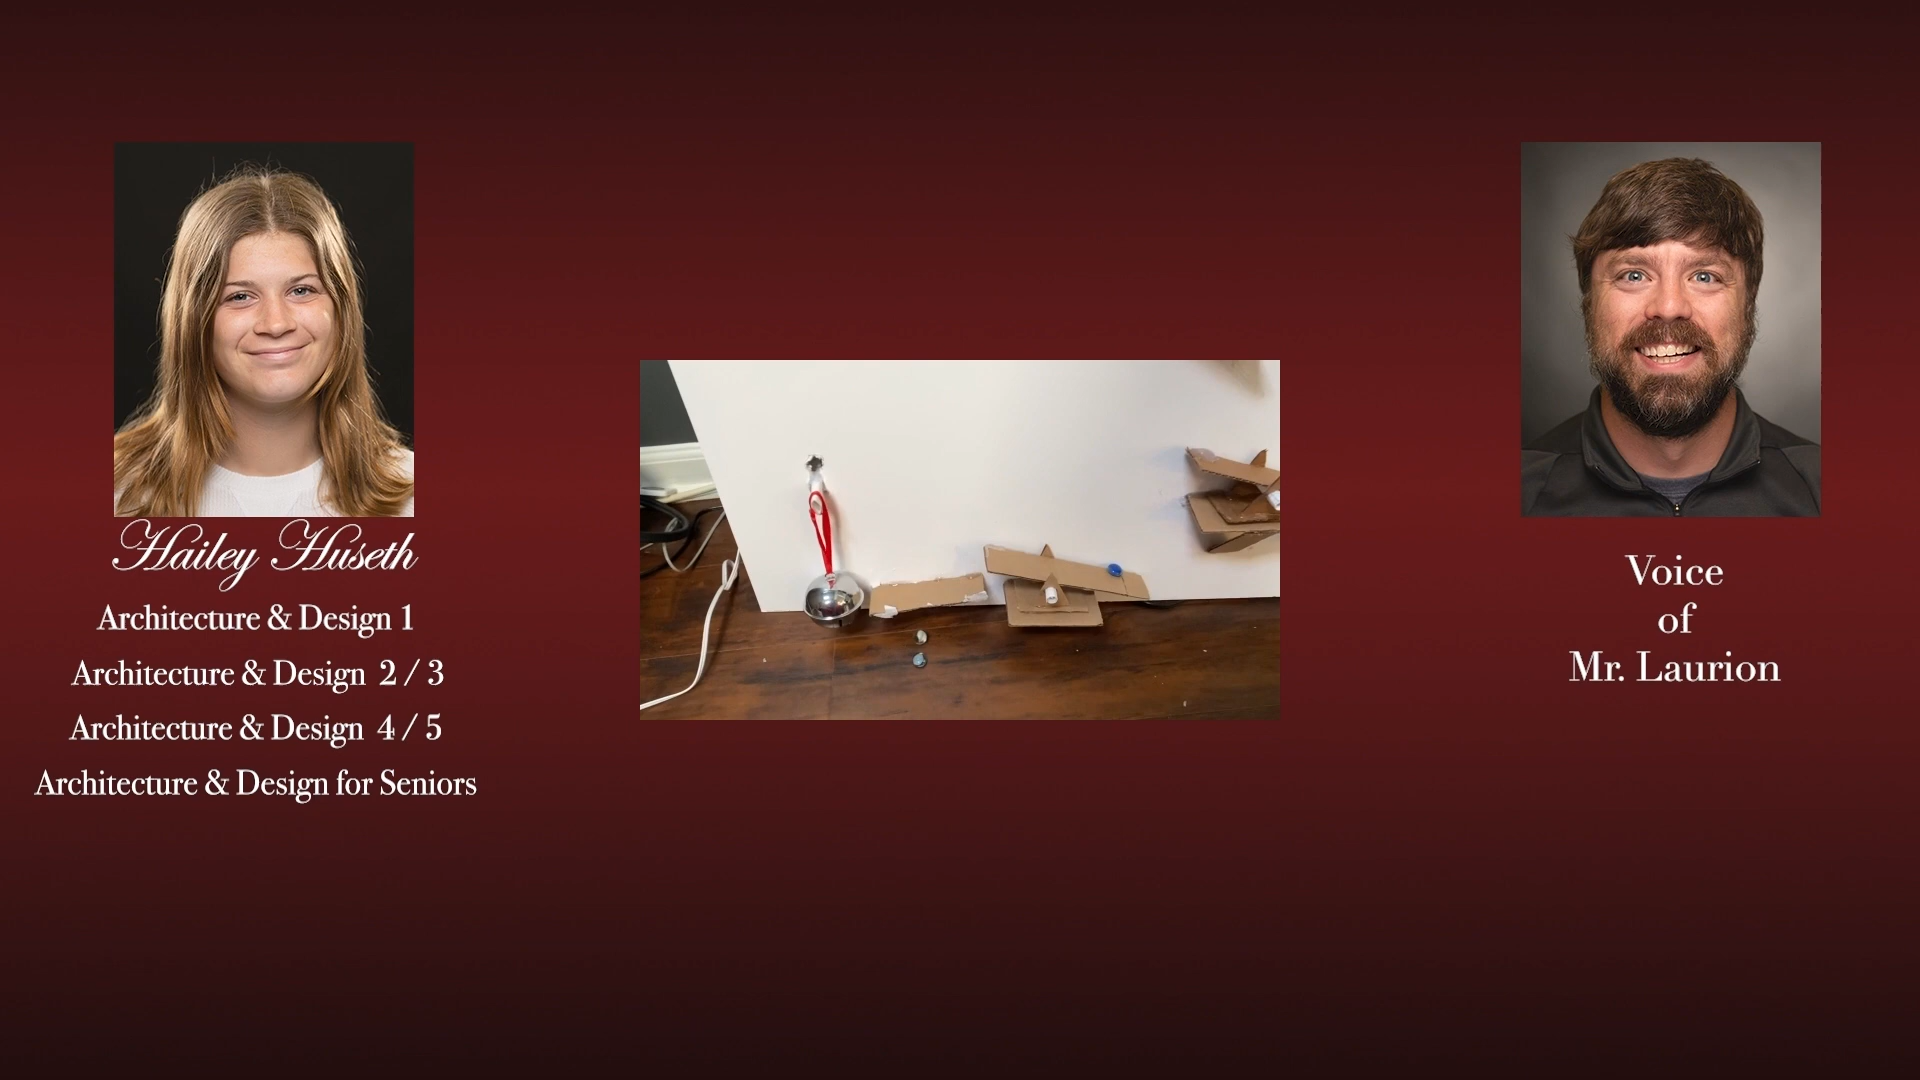 Hailey Huseth
Architecture & Design 1
Architecture & Design 2 / 3
Architecture & Design 4 / 5
Architecture & Design for Seniors
Voice
of
Mr. Laurion